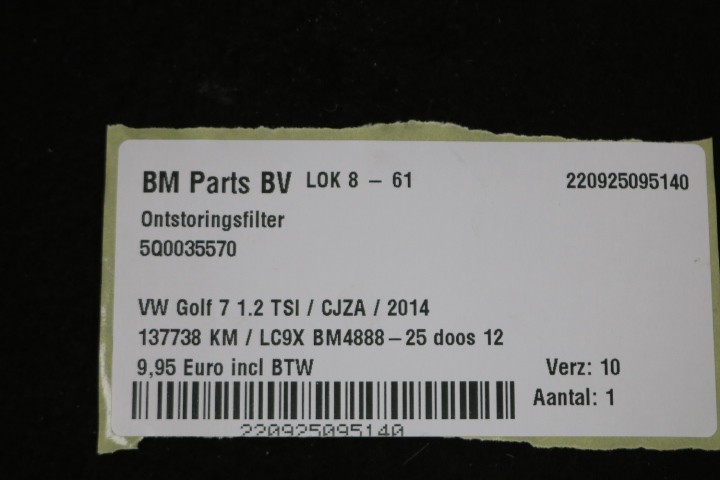 BM Parts BV LOK 8 – 61 220925095140
Ontstoringsfilter
5Q0035570
VW Golf 7 1.2 TSI / CJZA / 2014
137738 KM / LC9X BM4888–25 doos 12
9,95 Euro incl BTW Verz: 10
Aantal: 1
220925095140